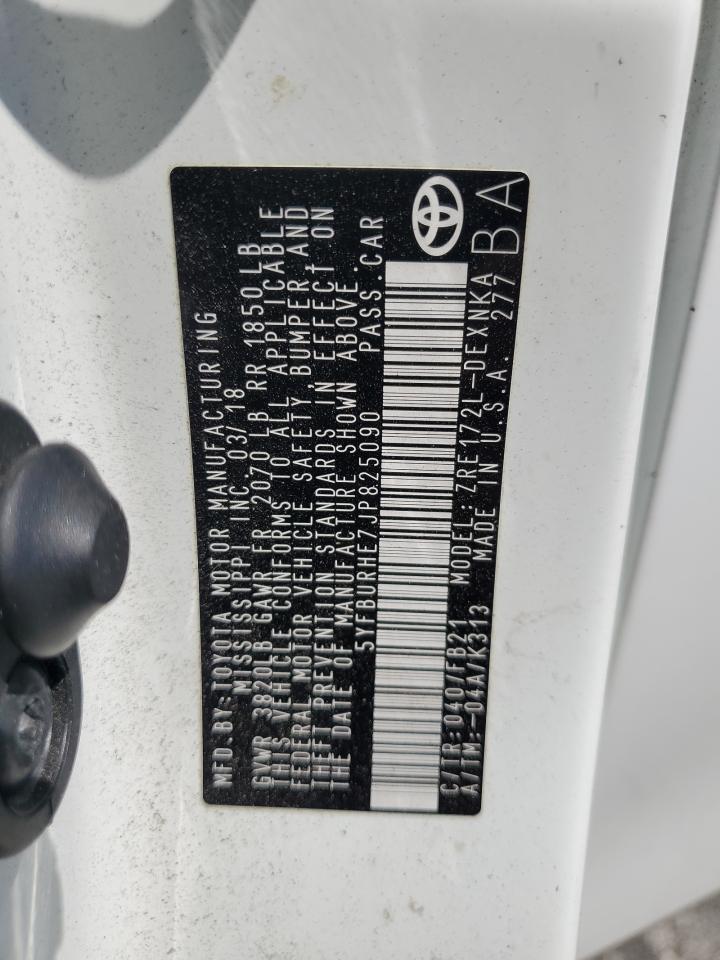 MFD.BY:TOYOTA MOTOR MANUFACTURING
MISSISSIPPI INC. 03/18
GVWR 3820LB GAWR FR 2070 LB RR 1850 LB
THIS VEHICLE CONFORMS TO ALL APPLICABLE
FEDERAL MOTOR VEHICLE SAFETY,BUMPER AND
THEFT PREVENTION STANDARDS IN EFFECT ON
THE DATE OF MANUFACTURE SHOWN ABOVE.
5YFBURHE7JP825090 PASS.CAR
C/TR:040/FB21 MODEL:ZRE172L-DEXNKA
A/TM:-04A/K313 MADE IN U.S.A. 277
BA